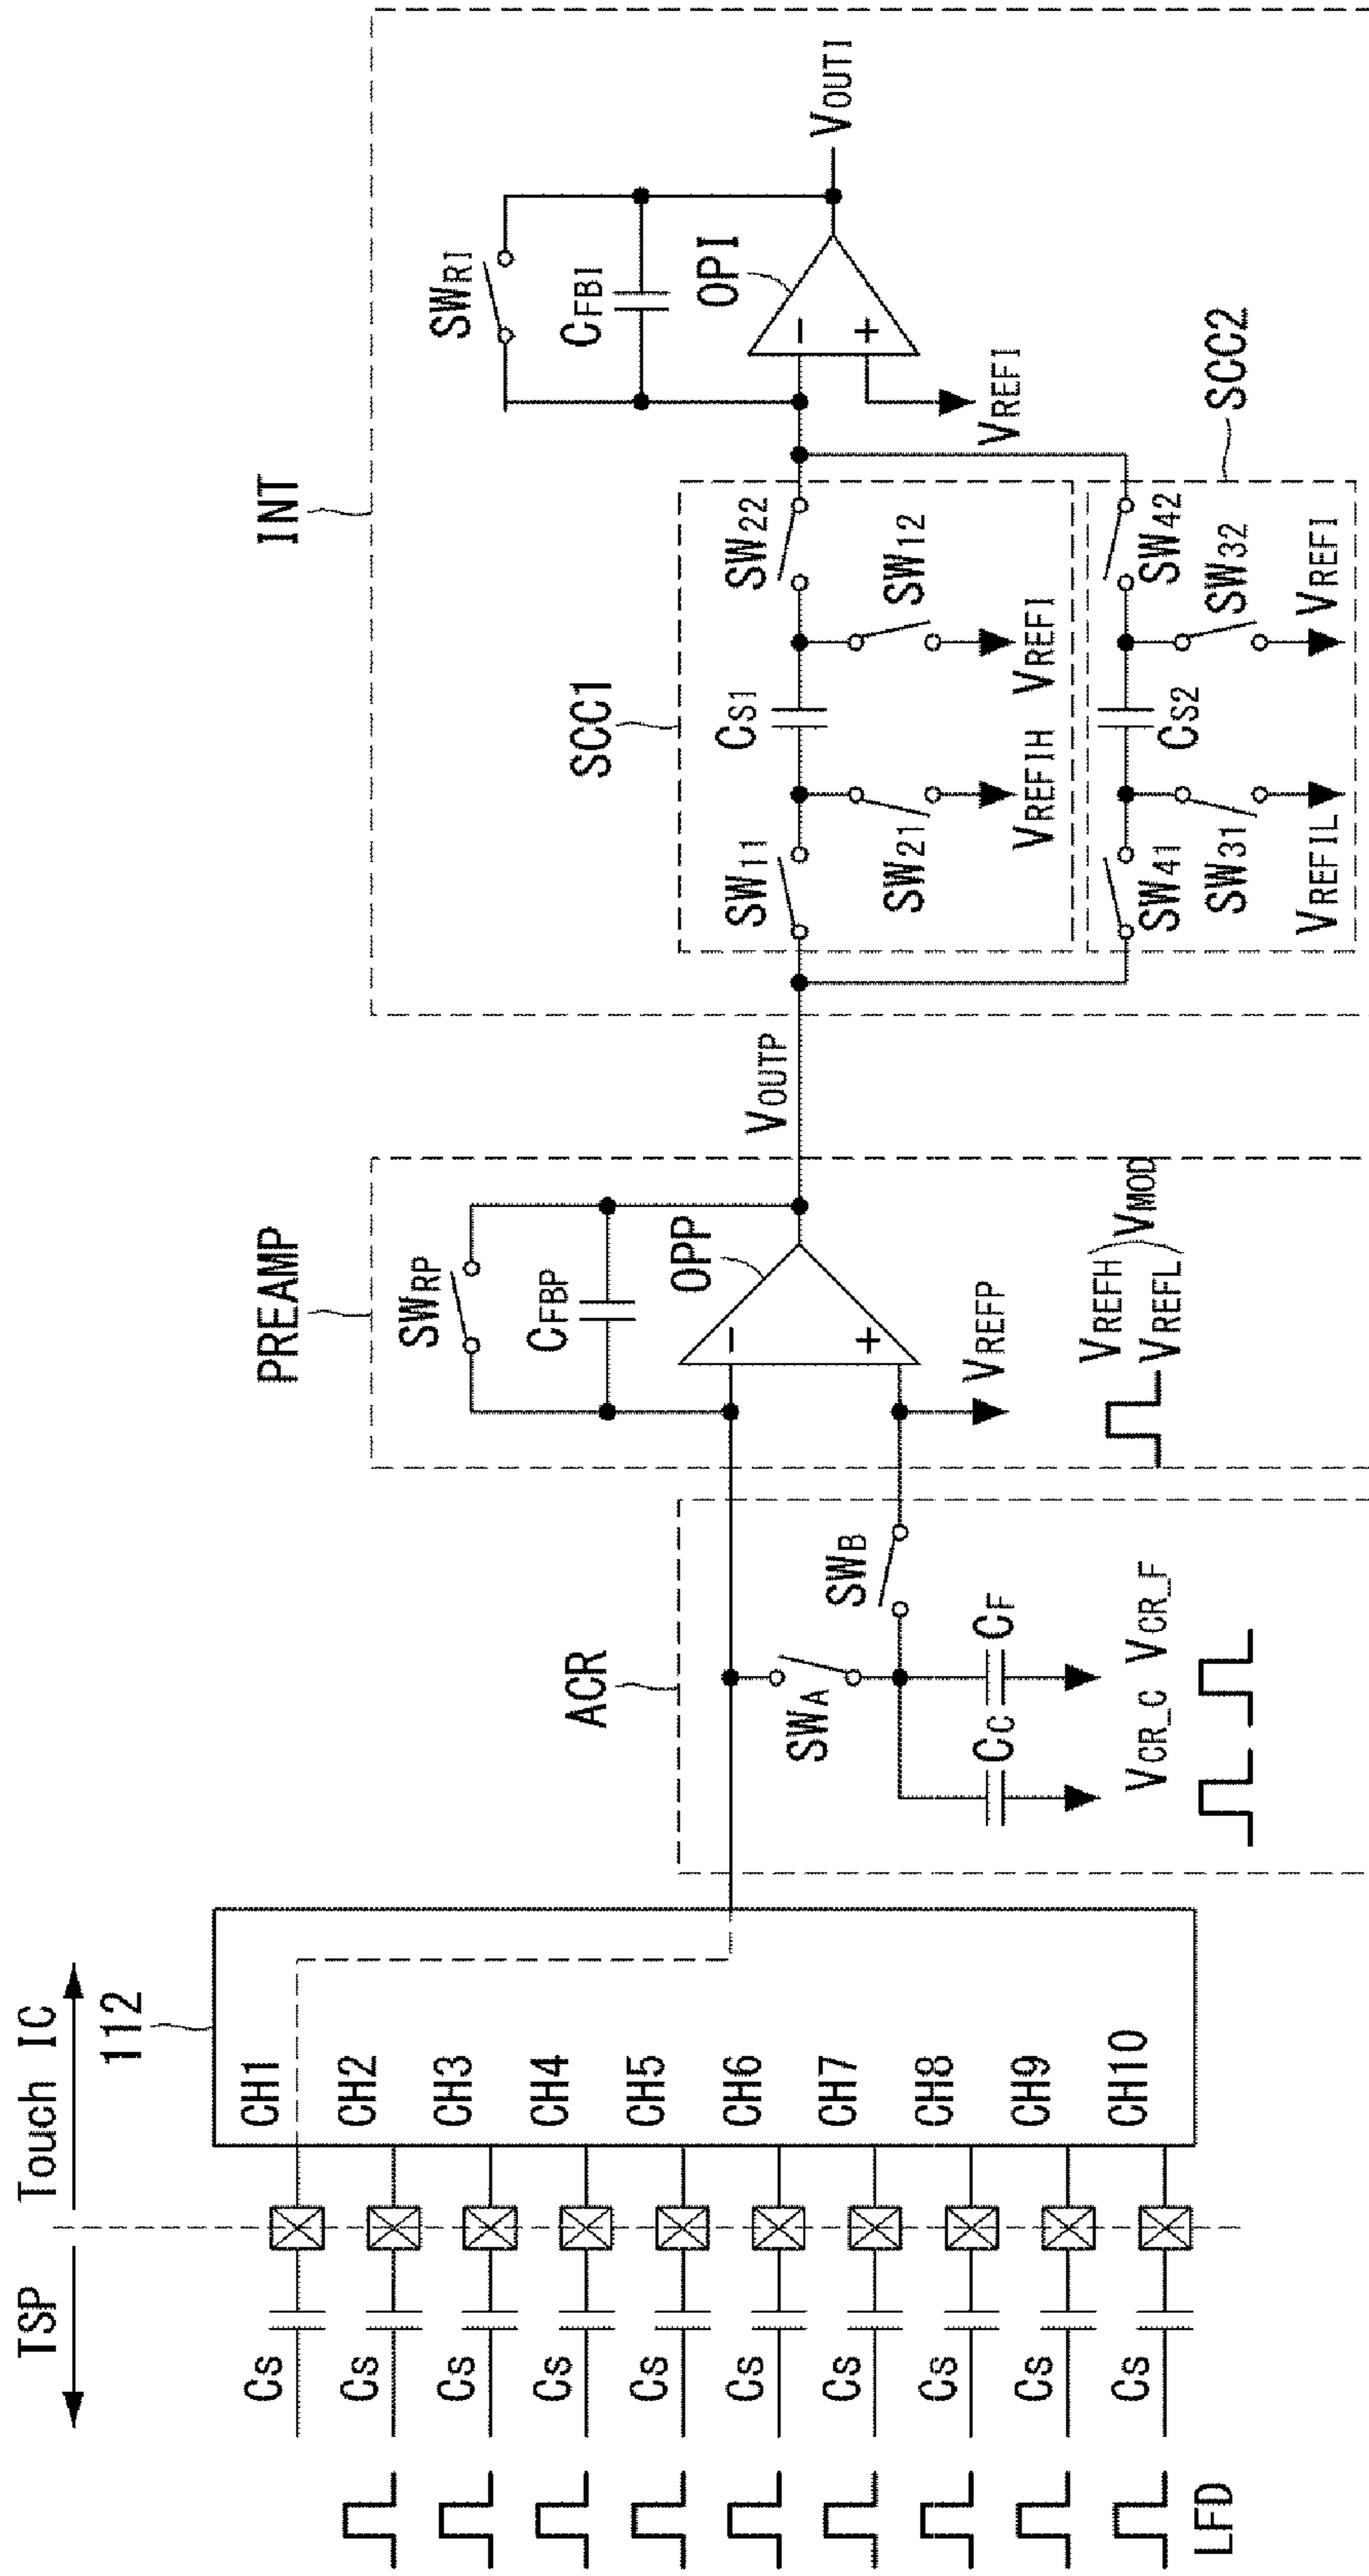 TSP
Touch IC
112
CH1
CH2
CH3
CH4
CH5
CH6
CH7
CH8
CH9
CH10
Cs
Cs
Cs
Cs
Cs
Cs
Cs
Cs
Cs
Cs
LFD
ACR
SWA
SWB
CC
CF
VCR_C
VCR_F
PREAMP
SWRP
CFBP
OPP
-
+
VREFP
VREFH
VREFL
VMOD
VOUTP
INT
SCC1
SW11
CS1
SW22
SW21
SW12
VREFIH
VREFI
SWRI
CFBI
OPI
-
+
VREFI
VOUTI
SCC2
SW41
CS2
SW42
SW31
SW32
VREFIL
VREFI